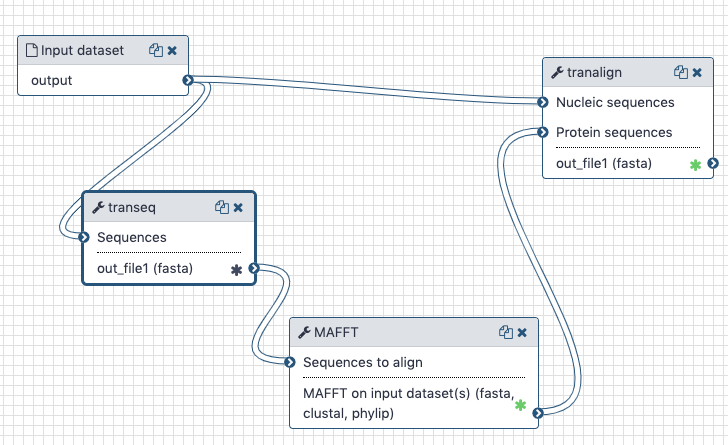 Input dataset
output
tranalign
Nucleic sequences
Protein sequences
out_file1 (fasta)
transeq
Sequences
out_file1 (fasta)
MAFFT
Sequences to align
MAFFT on input dataset(s) (fasta,
clustal, phylip)